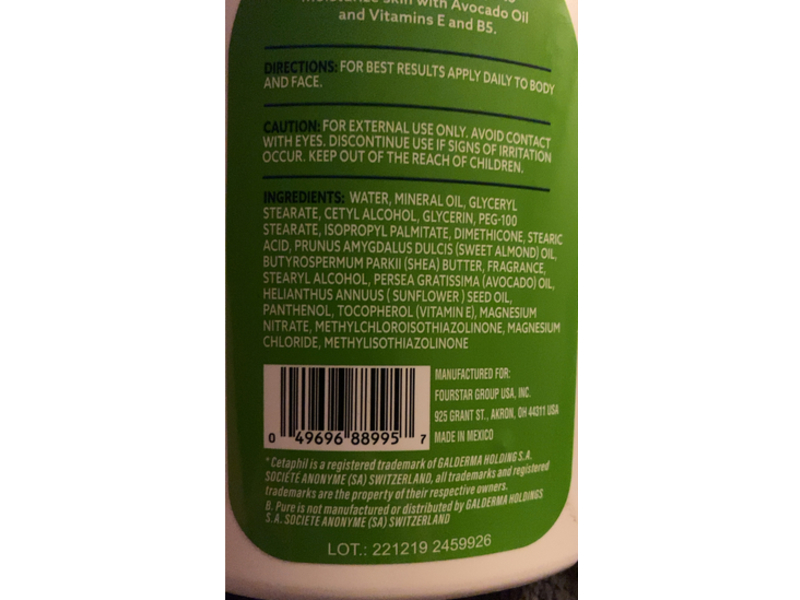 Moisturize Skin with Avocado Oil
and Vitamins E and B5.
DIRECTIONS: FOR BEST RESULTS APPLY DAILY TO BODY
AND FACE.
CAUTION: FOR EXTERNAL USE ONLY. AVOID CONTACT
WITH EYES. DISCONTINUE USE IF SIGNS OF IRRITATION
OCCUR. KEEP OUT OF THE REACH OF CHILDREN.
INGREDIENTS: WATER, MINERAL OIL, GLYCERYL
STEARATE, CETYL ALCOHOL, GLYCERIN, PEG-100
STEARATE, ISOPROPYL PALMITATE, DIMETHICONE, STEARIC
ACID, PRUNUS AMYGDALUS DULCIS (SWEET ALMOND) OIL,
BUTYROSPERMUM PARKII (SHEA) BUTTER, FRAGRANCE,
STEARYL ALCOHOL, PERSEA GRATISSIMA (AVOCADO) OIL,
HELIANTHUS ANNUUS ( SUNFLOWER ) SEED OIL,
PANTHENOL, TOCOPHEROL (VITAMIN E), MAGNESIUM
NITRATE, METHYLCHLOROISOTHIAZOLINONE, MAGNESIUM
CHLORIDE, METHYLISOTHIAZOLINONE
0 49696 88995 7
MANUFACTURED FOR:
FOURSTAR GROUP USA, INC.
925 GRANT ST., AKRON, OH 44311 USA
MADE IN MEXICO
* Cetaphil is a registered trademark of GALDERMA HOLDING S.A.
SOCIÉTÉ ANONYME (SA) SWITZERLAND, all trademarks and registered
trademarks are the property of their respective owners.
B. Pure is not manufactured or distributed by GALDERMA HOLDINGS
S.A. SOCIETE ANONYME (SA) SWITZERLAND
LOT.: 221219 2459926